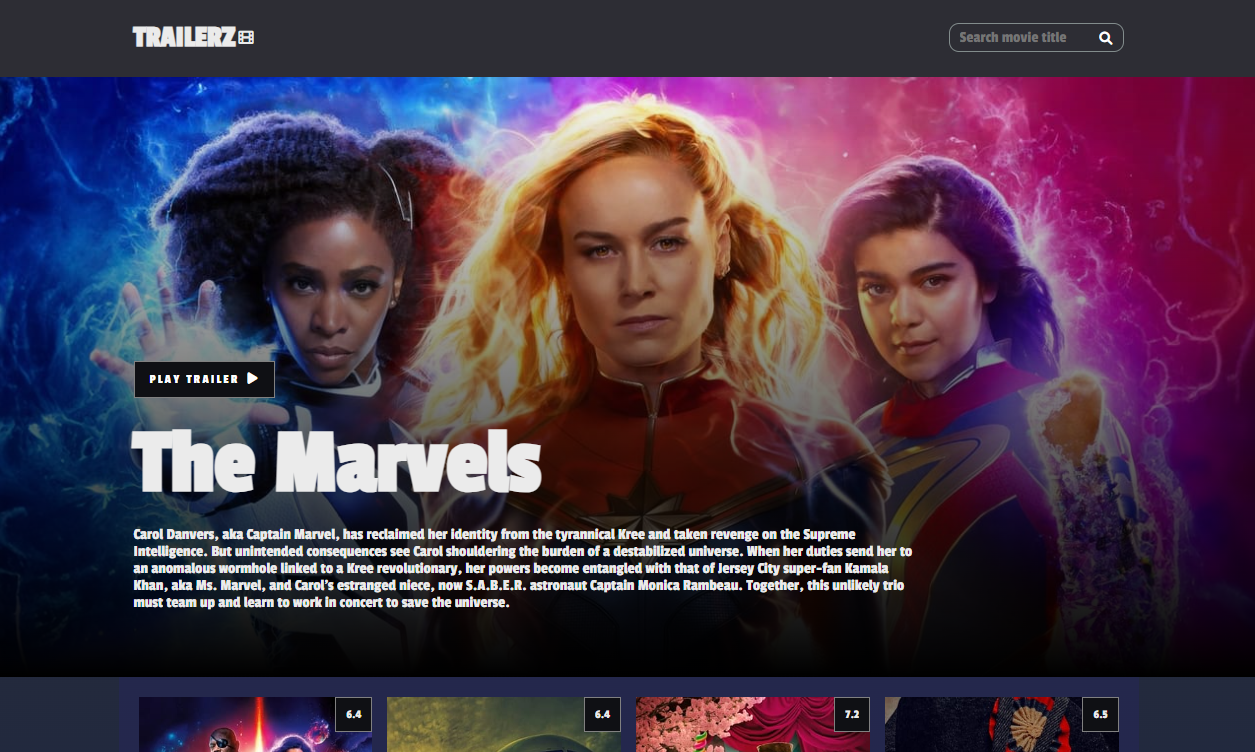 TRAILERZ
Search movie title
PLAY TRAILER
The Marvels
Carol Danvers, aka Captain Marvel, has reclaimed her identity from the tyrannical Kree and taken revenge on the Supreme
Intelligence. But unintended consequences see Carol shouldering the burden of a destabilized universe. When her duties send her to
an anomalous wormhole linked to a Kree revolutionary, her powers become entangled with that of Jersey City super-fan Kamala
Khan, aka Ms. Marvel, and Carol's estranged niece, now S.A.B.E.R. astronaut Captain Monica Rambeau. Together, this unlikely trio
must team up and learn to work in concert to save the universe.
6.4
6.4
7.2
6.5